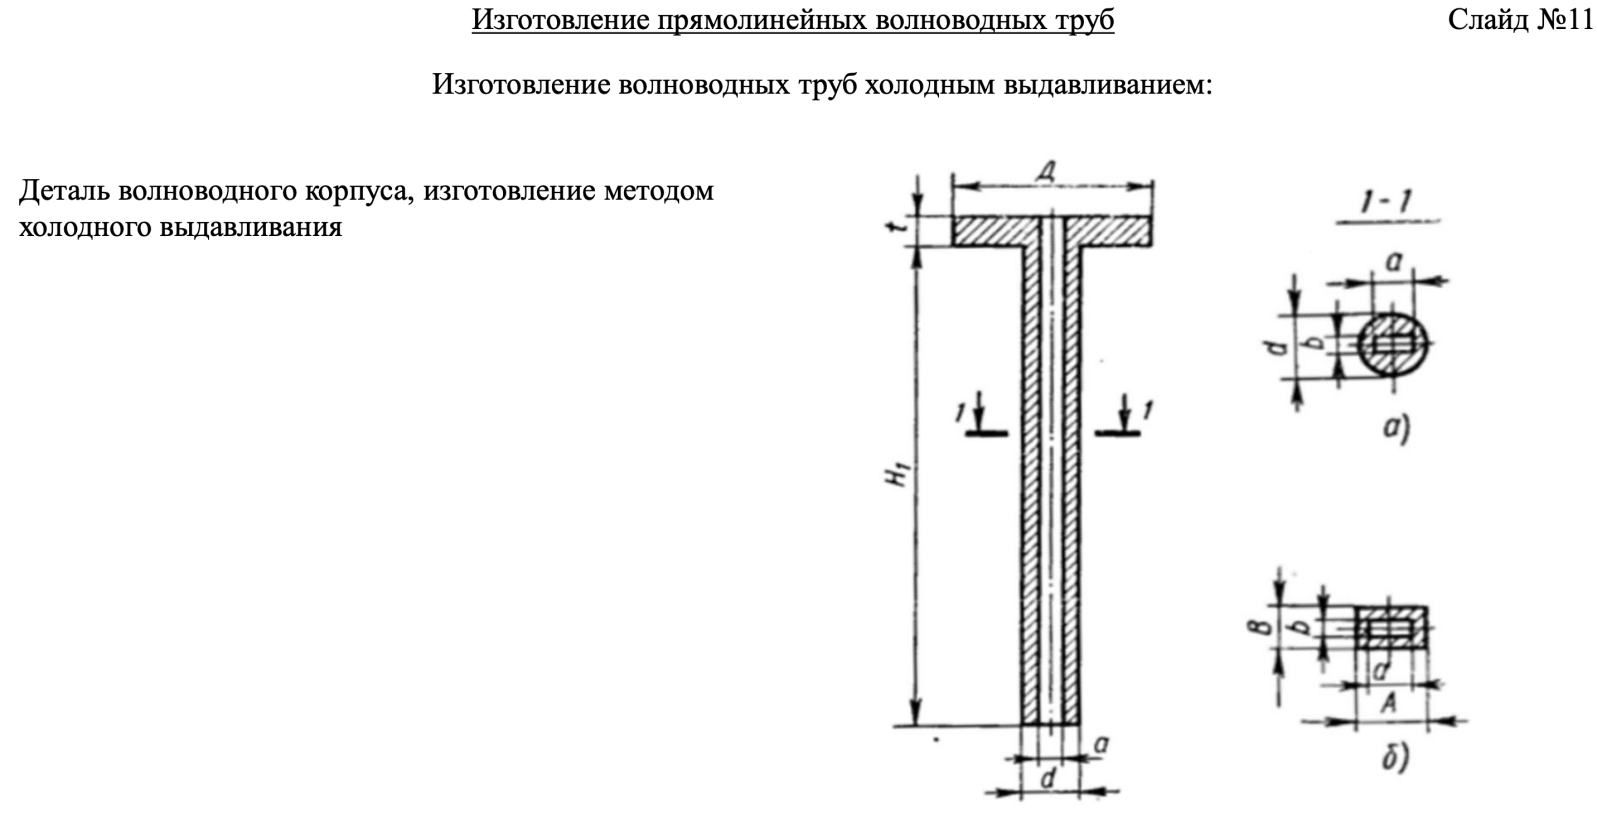 Изготовление прямолинейных волноводных труб
Слайд №11
Изготовление волноводных труб холодным выдавливанием:
Деталь волноводного корпуса, изготовление методом
холодного выдавливания
Д
t
H₁
1
1
a
d
1-1
a
d
b
а)
B
b
a
A
б)